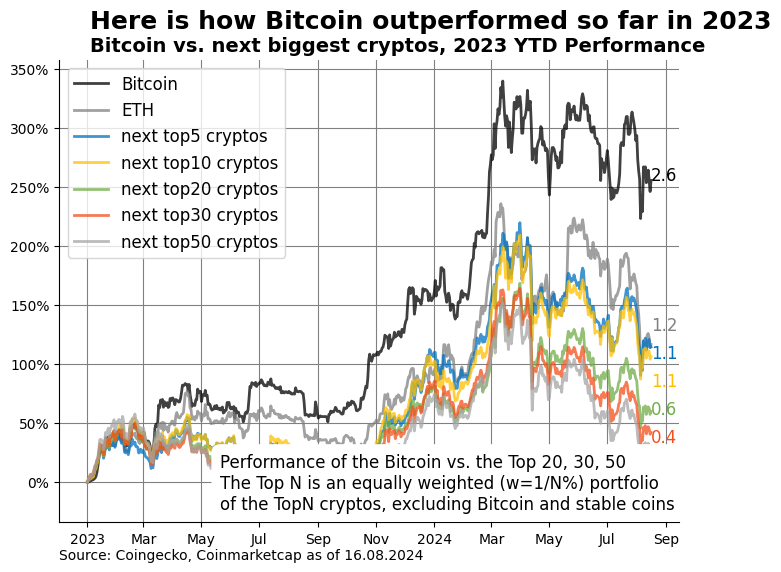 Here is how Bitcoin outperformed so far in 2023
Bitcoin vs. next biggest cryptos, 2023 YTD Performance
350%
300%
250%
200%
150%
100%
50%
0%
Bitcoin
ETH
next top5 cryptos
next top10 cryptos
next top20 cryptos
next top30 cryptos
next top50 cryptos
2.6
1.2
1.1
1.1
0.6
0.4
Performance of the Bitcoin vs. the Top 20, 30, 50
The Top N is an equally weighted (w=1/N%) portfolio
of the TopN cryptos, excluding Bitcoin and stable coins
2023 Mar May Jul Sep Nov 2024 Mar May Jul Sep
Source: Coingecko, Coinmarketcap as of 16.08.2024